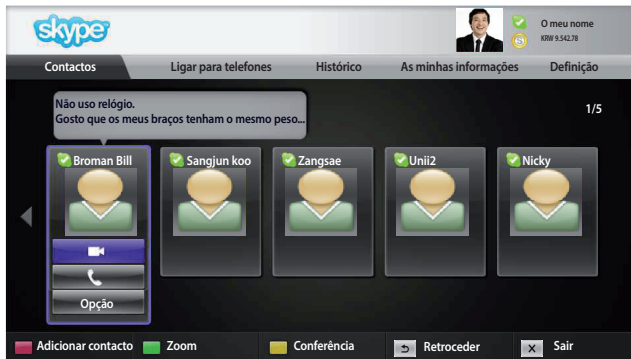 skype
O meu nome
KRW 9.542.78
Contactos Ligar para telefones Histórico As minhas informações Definição
Não uso relógio.
Gosto que os meus braços tenham o mesmo peso...
1/5
Broman Bill Sangjun koo Zangsae Unii2 Nicky
Opção
Adicionar contacto Zoom Conferência Retroceder X Sair